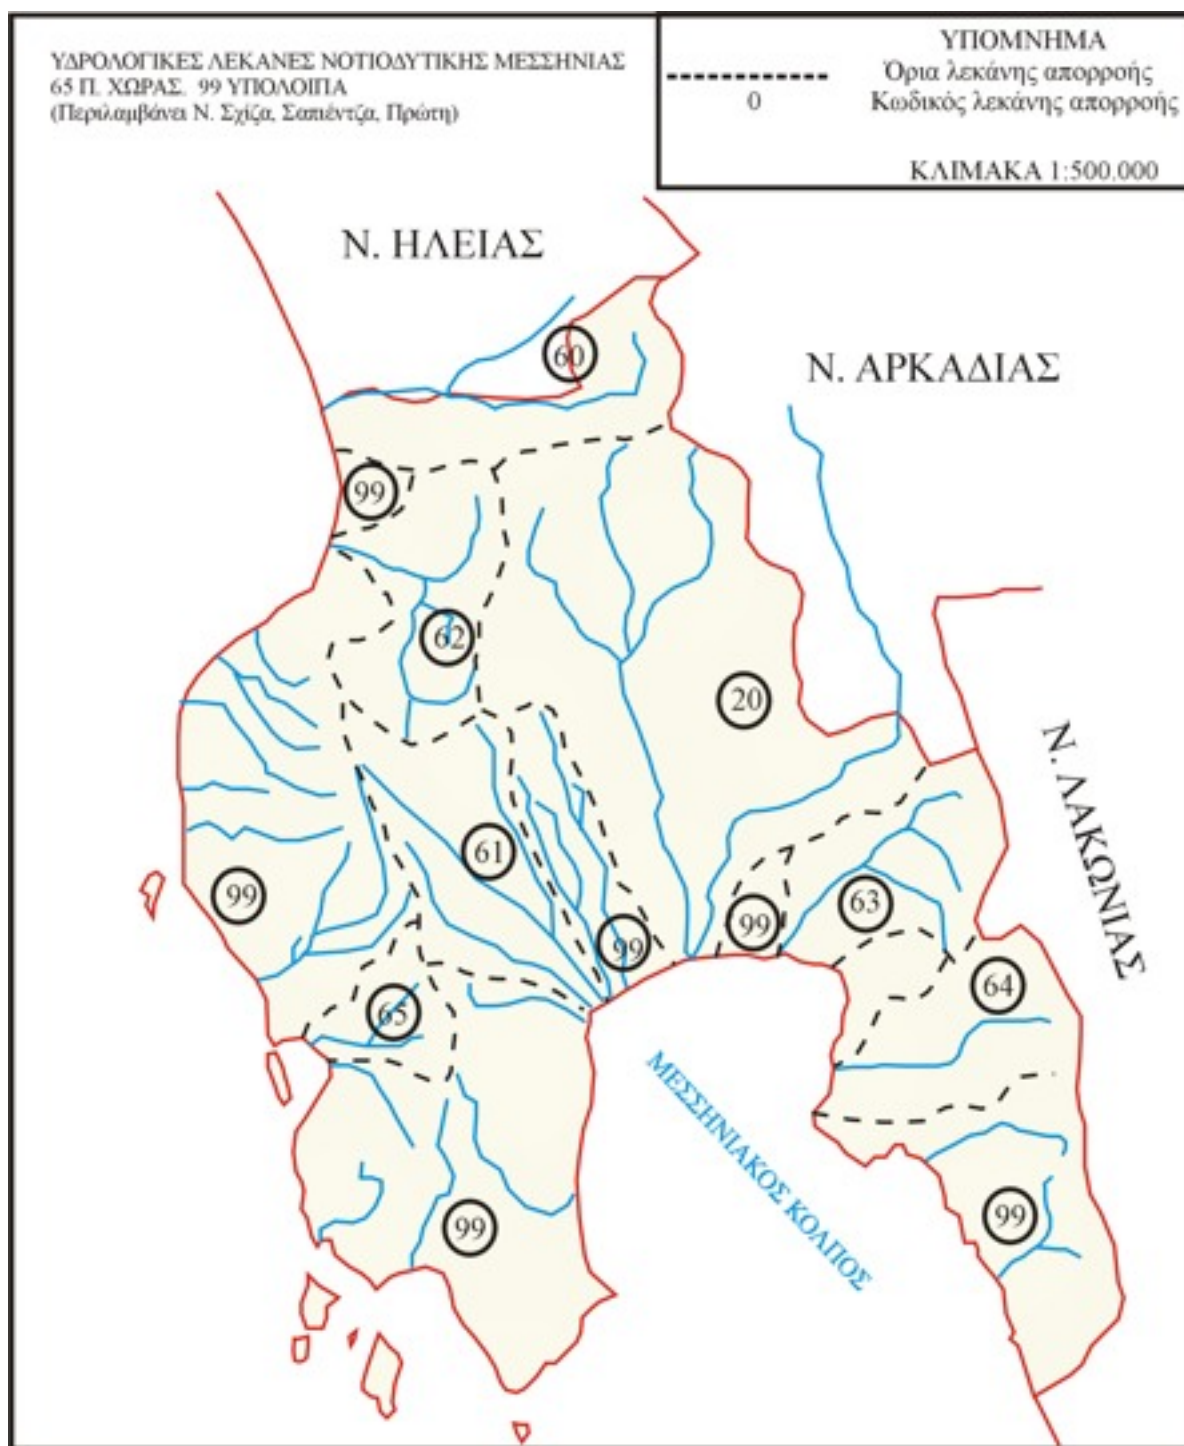 ΥΔΡΟΛΟΓΙΚΕΣ ΛΕΚΑΝΕΣ ΝΟΤΙΟΔΥΤΙΚΗΣ ΜΕΣΣΗΝΙΑΣ
65 Π. ΧΩΡΑΣ. 99 ΥΠΟΛΟΙΠΑ
(Περιλαμβάνει Ν. Σχίζα, Σαπιέντζα, Πρώτη)
ΥΠΟΜΝΗΜΑ
Όρια λεκάνης απορροής
0 Κωδικός λεκάνης απορροής
ΚΛΙΜΑΚΑ 1:500.000
Ν. ΗΛΕΙΑΣ
60
Ν. ΑΡΚΑΔΙΑΣ
99
62
20
Ν. ΛΑΚΩΝΙΑΣ
61
99
99
99
63
64
65
ΜΕΣΣΗΝΙΑΚΟΣ ΚΟΛΠΟΣ
99
99